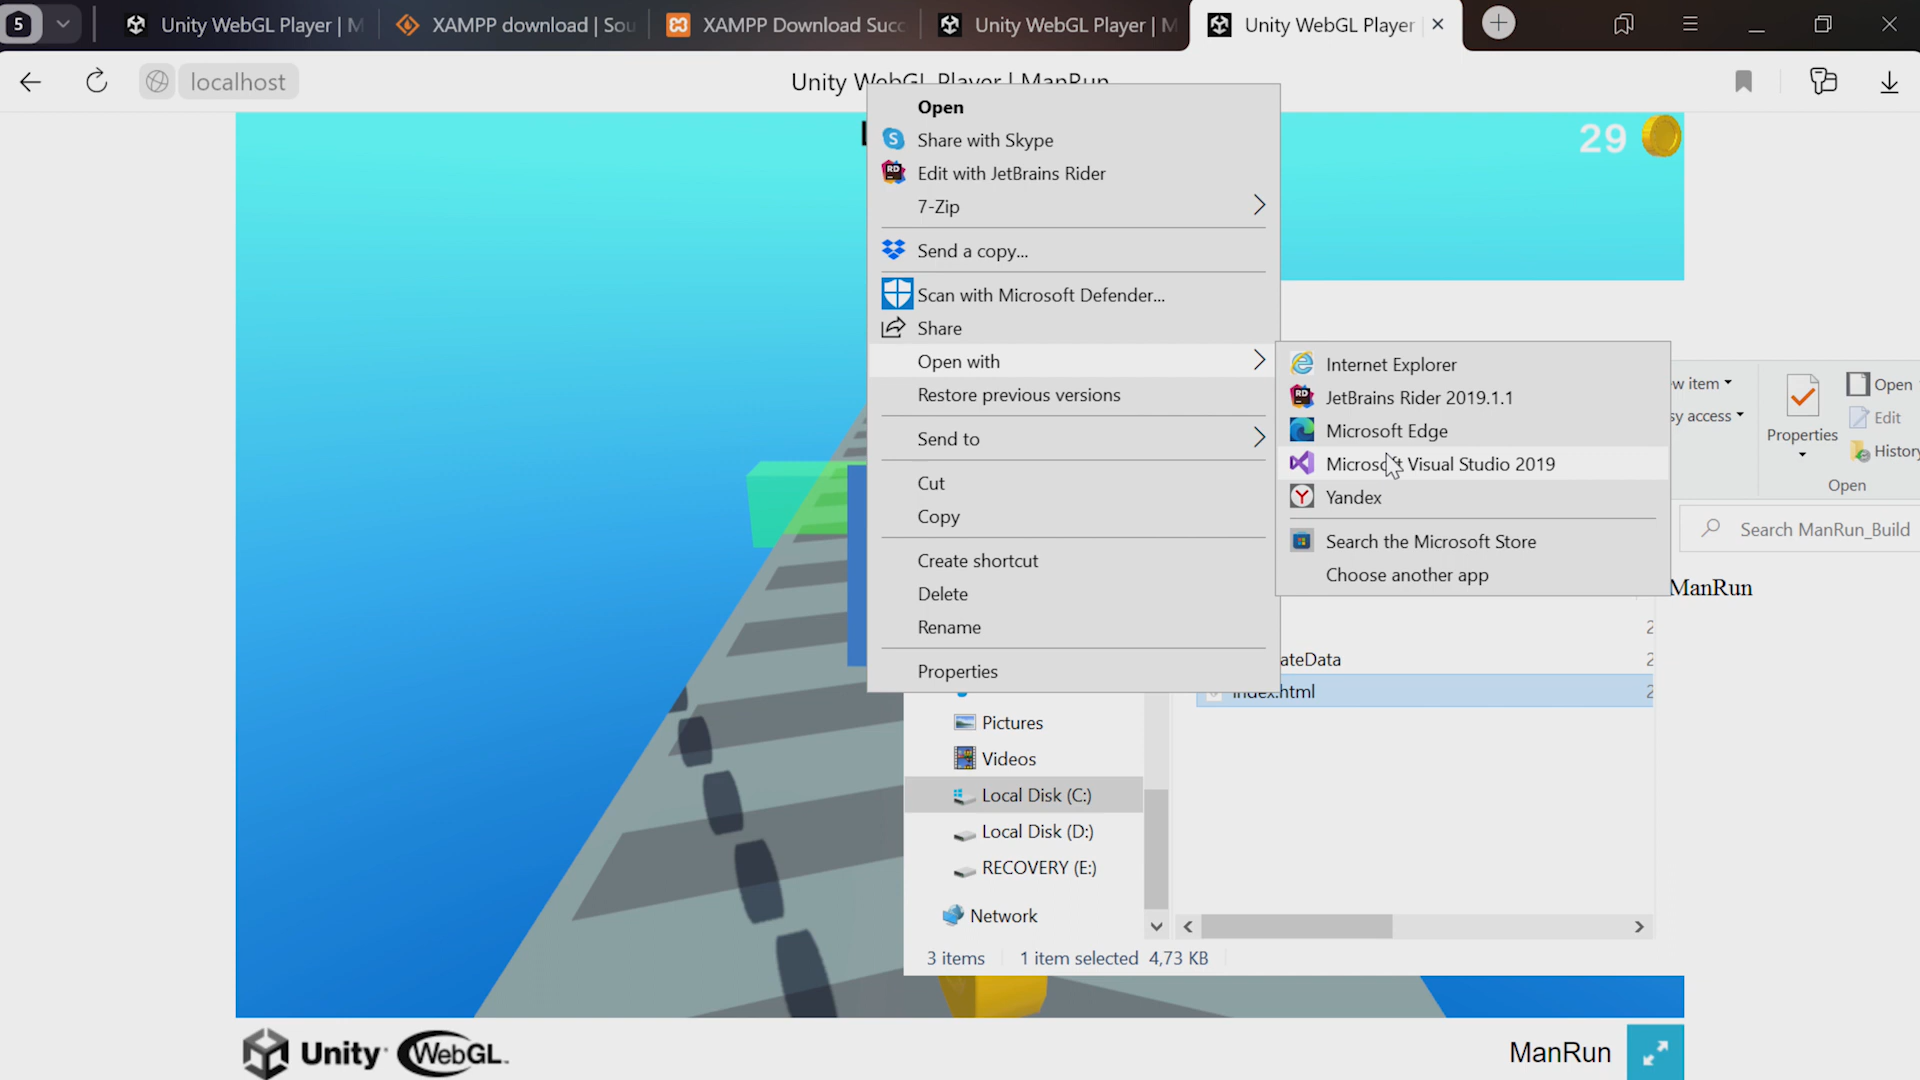 5
Unity WebGL Player | M
XAMPP download | Sou
XAMPP Download Succ
Unity WebGL Player | M
Unity WebGL Player
localhost
Unity WebGL Player | ManRun
29
Open
Share with Skype
Edit with JetBrains Rider
7-Zip
Send a copy...
Scan with Microsoft Defender...
Share
Open with
Restore previous versions
Send to
Cut
Copy
Create shortcut
Delete
Rename
Properties
Internet Explorer
JetBrains Rider 2019.1.1
Microsoft Edge
Microsoft Visual Studio 2019
Yandex
Search the Microsoft Store
Choose another app
w item
sy access
Properties
Open
Edit
History
Open
Search ManRun_Build
ManRun
ateData
index.html
Pictures
Videos
Local Disk (C:)
Local Disk (D:)
RECOVERY (E:)
Network
3 items
1 item selected 4,73 KB
Unity
WebGL
ManRun